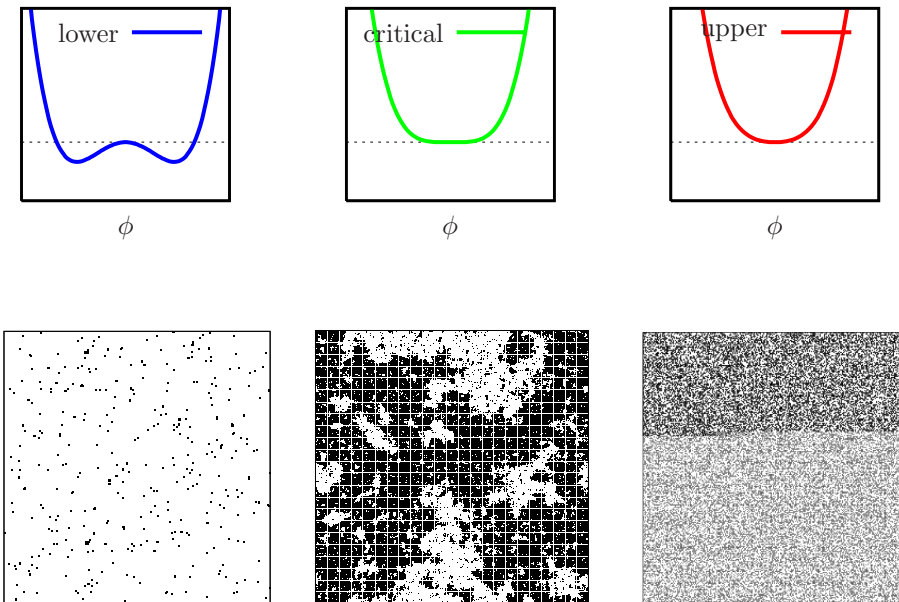 lower
critical
upper
ϕ
ϕ
ϕ